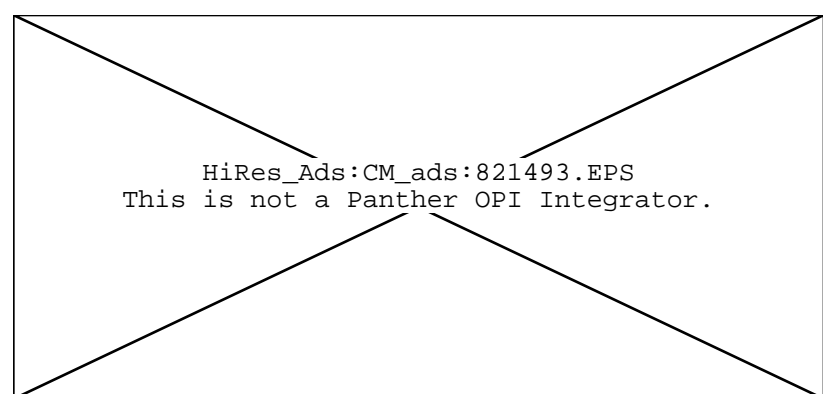 HiRes_Ads:CM_ads:821493.EPS
This is not a Panther OPI Integrator.